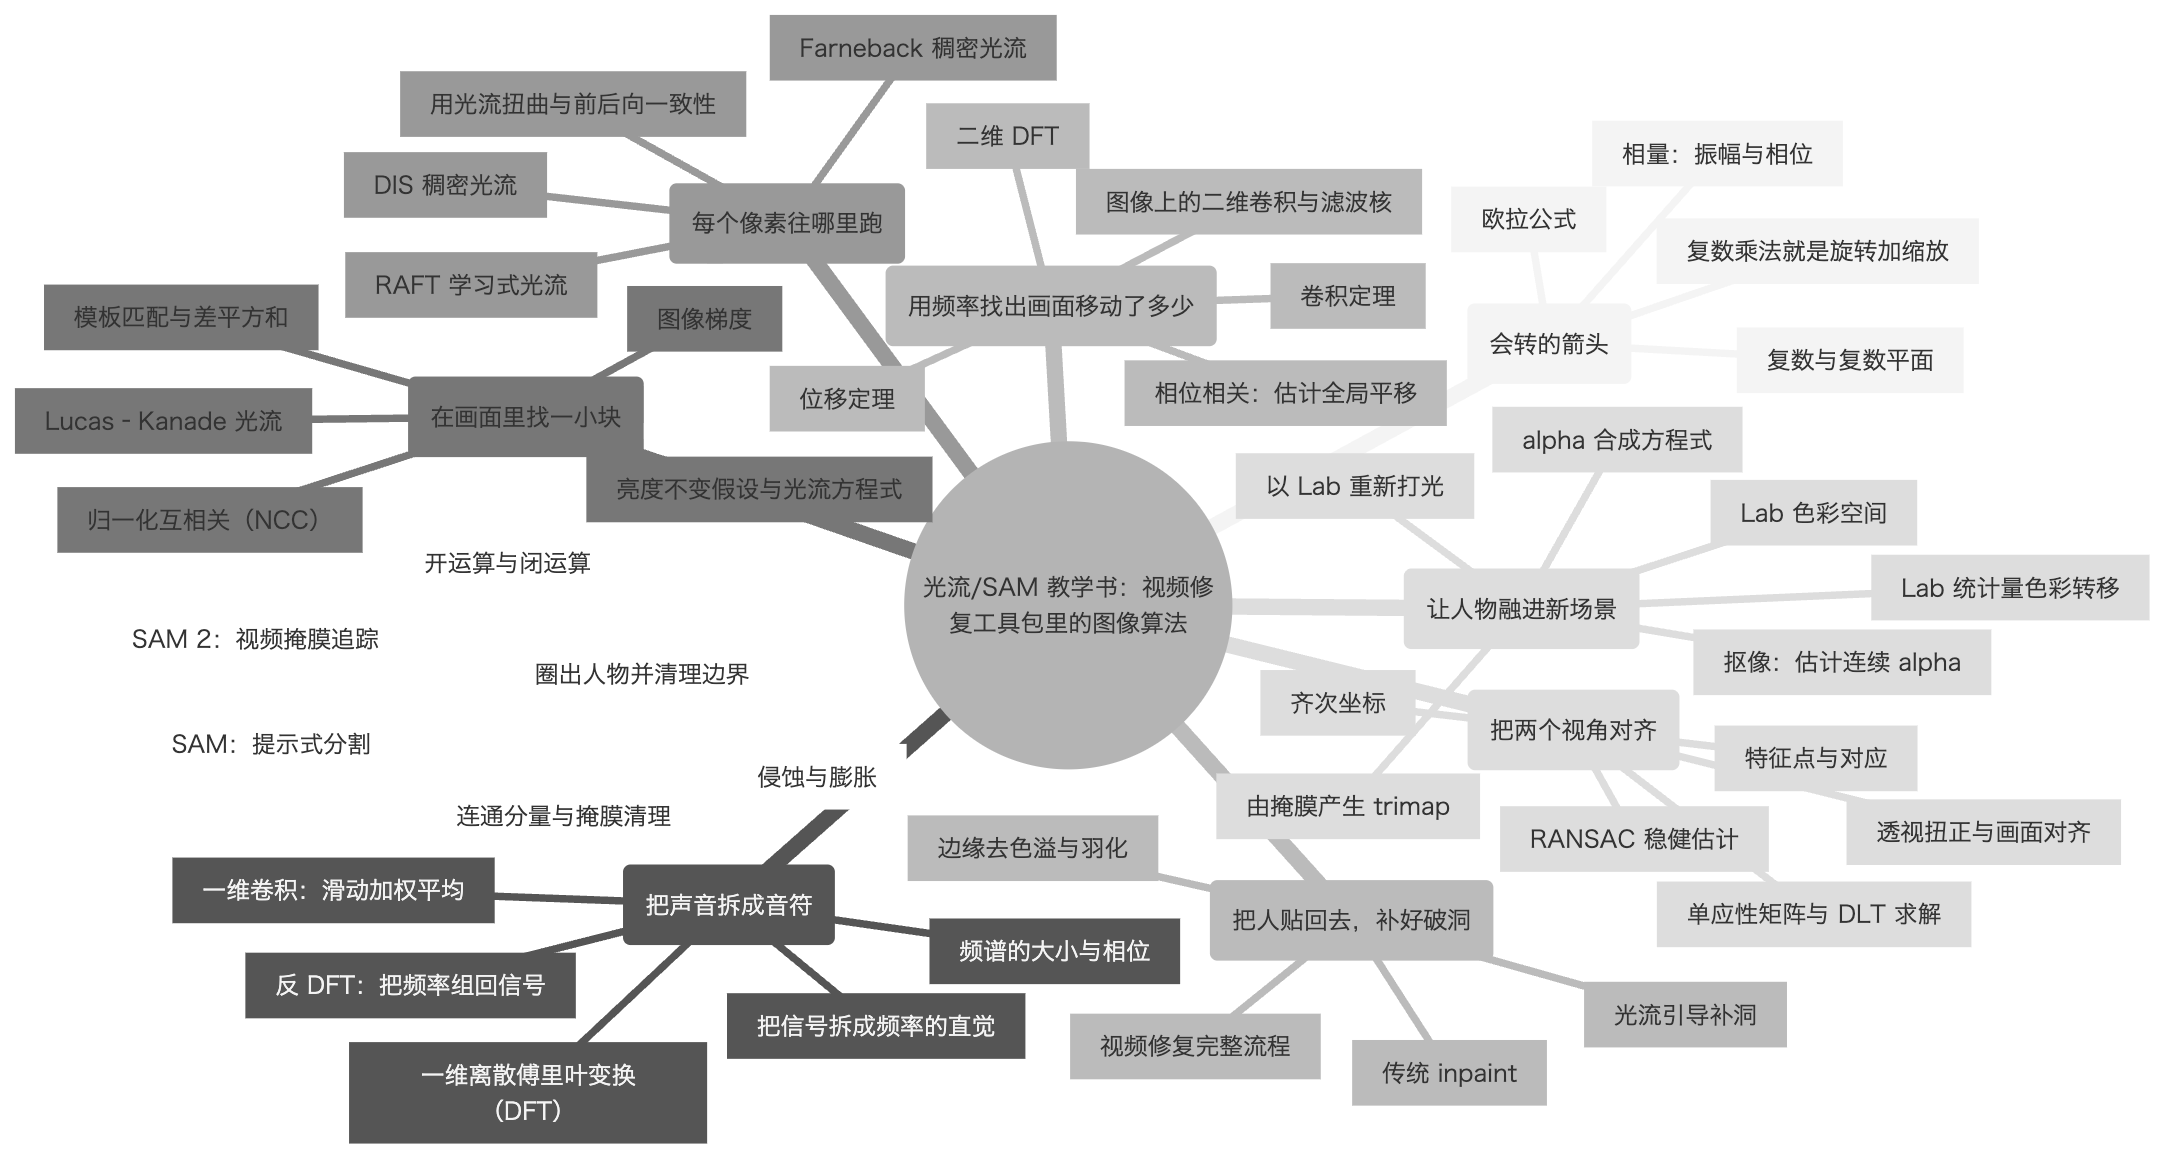 Farneback 稠密光流
用光流扭曲与前后向一致性
DIS 稠密光流
RAFT 学习式光流
每个像素往哪里跑
二维 DFT
图像上的二维卷积与滤波核
用频率找出画面移动了多少
卷积定理
位移定理
相位相关：估计全局平移
相量：振幅与相位
欧拉公式
复数乘法就是旋转加缩放
会转的箭头
复数与复数平面
模板匹配与差平方和
图像梯度
Lucas - Kanade 光流
在画面里找一小块
归一化互相关（NCC）
亮度不变假设与光流方程式
光流/SAM 教学书：视频修
复工具包里的图像算法
以 Lab 重新打光
alpha 合成方程式
Lab 色彩空间
让人物融进新场景
Lab 统计量色彩转移
抠像：估计连续 alpha
由掩膜产生 trimap
齐次坐标
把两个视角对齐
特征点与对应
RANSAC 稳健估计
透视扭正与画面对齐
单应性矩阵与 DLT 求解
开运算与闭运算
SAM 2：视频掩膜追踪
圈出人物并清理边界
SAM：提示式分割
侵蚀与膨胀
连通分量与掩膜清理
一维卷积：滑动加权平均
把声音拆成音符
反 DFT：把频率组回信号
频谱的大小与相位
把信号拆成频率的直觉
一维离散傅里叶变换
（DFT）
边缘去色溢与羽化
把人贴回去，补好破洞
视频修复完整流程
传统 inpaint
光流引导补洞